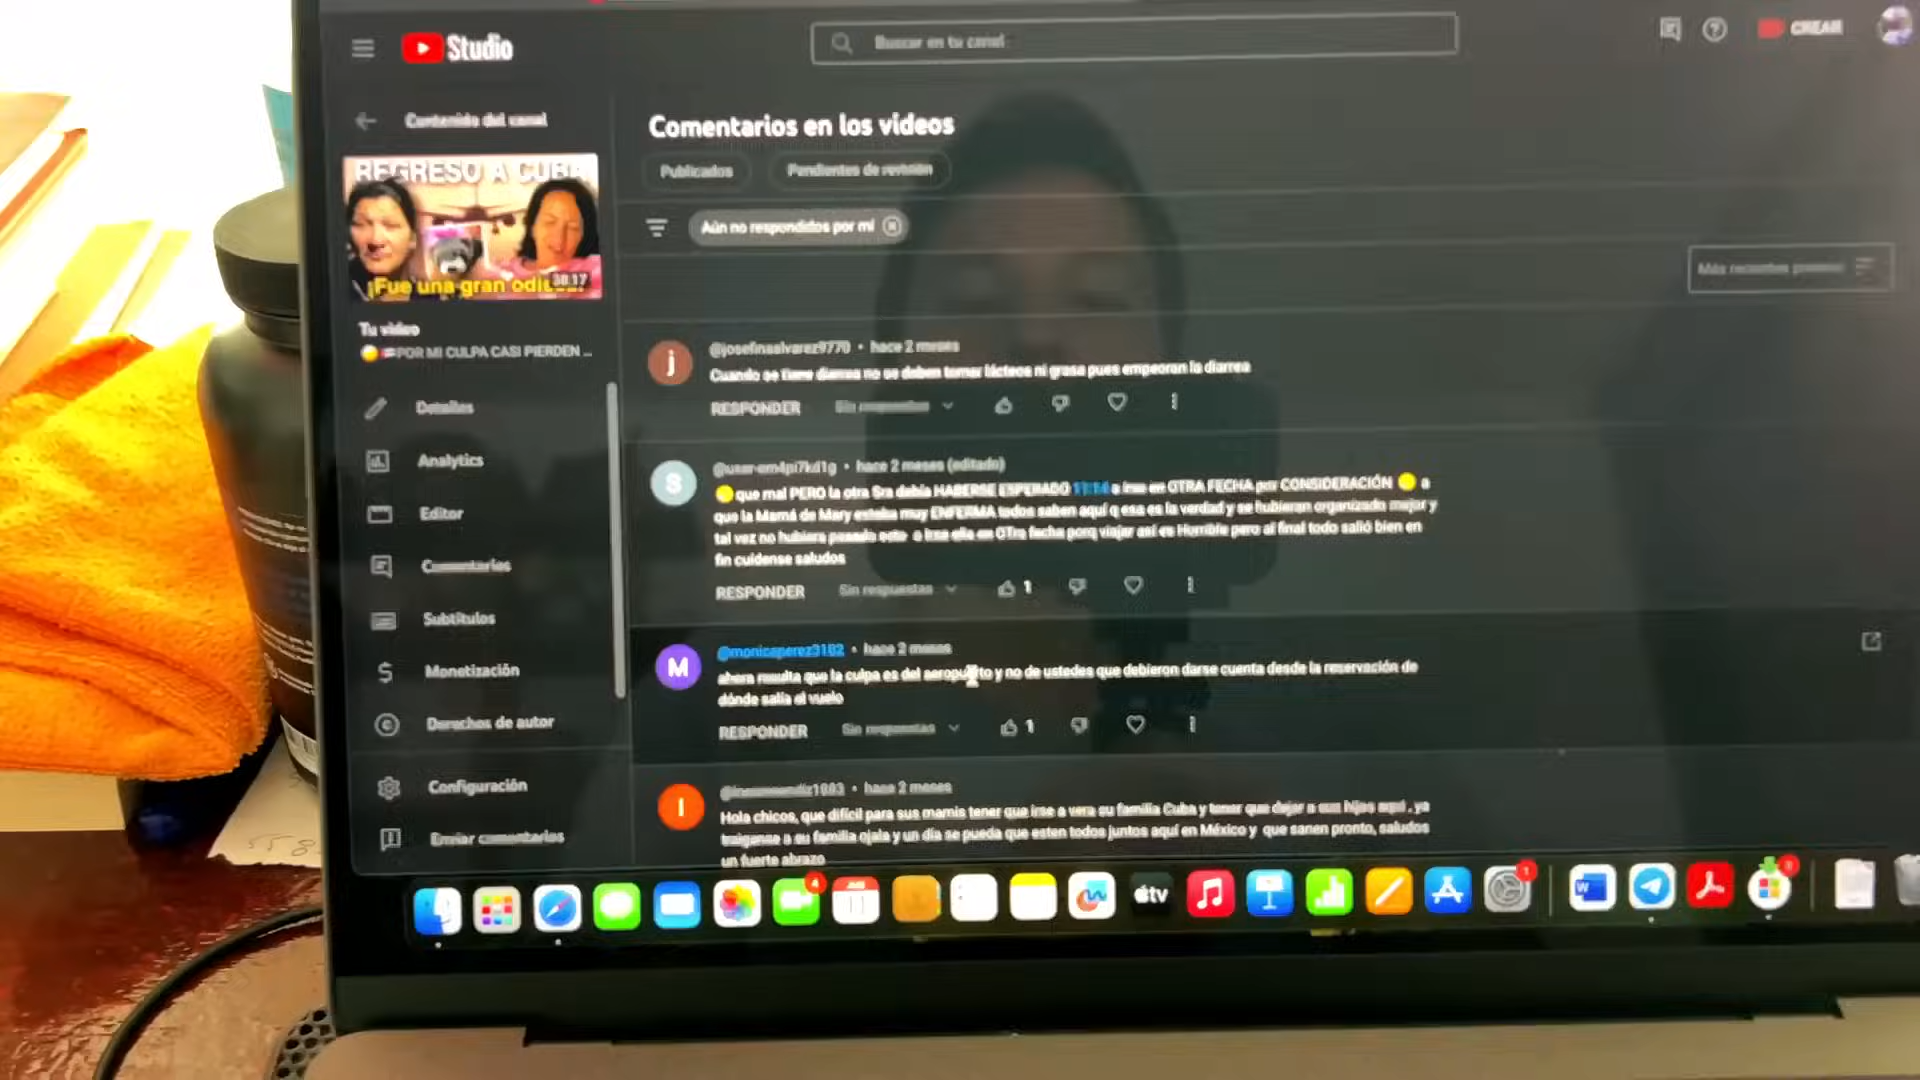 Studio
Buscar en tu canal
CREAR
Contenido del canal
Comentarios en los videos
REGRESO A CUBA
¡Fue una gran
38:17
Publicados
Pendientes de revisión
Aún no respondidos por mí
Más recientes primero
Tu video
POR MI CULPA CASI PIERDEN ...
Detalles
Analytics
Editor
Comentarios
Subtítulos
Monetización
Derechos de autor
Configuración
Enviar comentarios
j
@josefinaalvarez9770 • hace 2 meses
Cuando se tiene diarrea no se deben tomar lácteos ni grasa pues empeoran la diarrea
RESPONDER
Sin respuestas
S
@user-em4pi7kd1g • hace 2 meses (editado)
que mal PERO la otra Sra debía HABERSE ESPERADO 11:14 a irse en OTRA FECHA por CONSIDERACIÓN a
que la Mamá de Mary estaba muy ENFERMA todos saben aquí q esa es la verdad y se hubieran organizado mejor y
tal vez no hubiera pasado esto o irse ella en OTra fecha porq viajar así es Horrible pero al final todo salió bien en
fin cuídense saludos
RESPONDER
Sin respuestas
1
M
@monicaperez3102 • hace 2 meses
ahora resulta que la culpa es del aeropuerto y no de ustedes que debieron darse cuenta desde la reservación de
dónde salía el vuelo
RESPONDER
Sin respuestas
1
I
hace 2 meses
Hola chicos, que difícil para sus mamis tener que irse a vera su familia Cuba y tener que dejar a sus hijos aquí , ya
traiganse a su familia ojala y un día se pueda que esten todos juntos aquí en México y que sanen pronto, saludos
un fuerte abrazo
4
tv
1
W